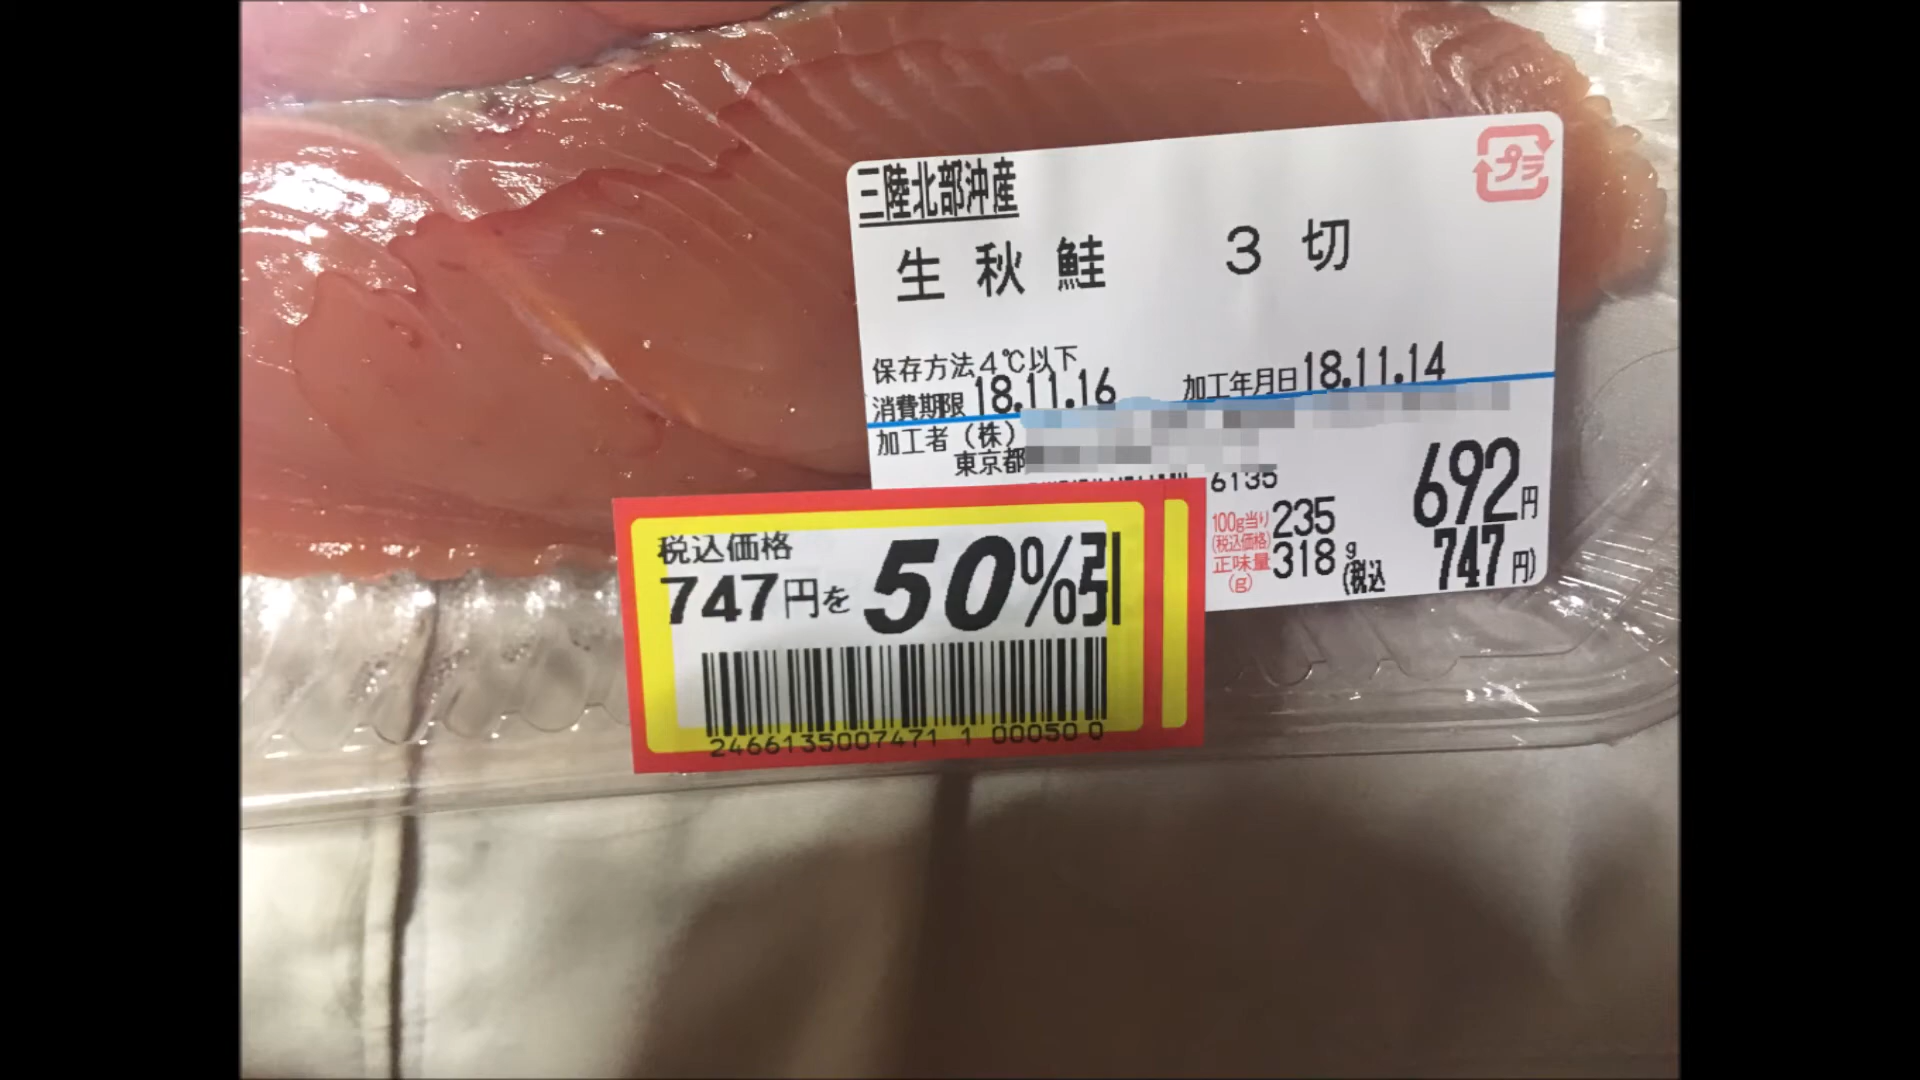 三陸北部沖産
プラ
生秋鮭 3切
保存方法4℃以下
消費期限 18.11.16 加工年月日 18.11.14
加工者 (株)
東京都
6135
692円
100g当り 235
(税込価格)
正味量 318g
(g)
(税込 747円)
税込価格
747円を 50%引
2466135007471 1 00050 0